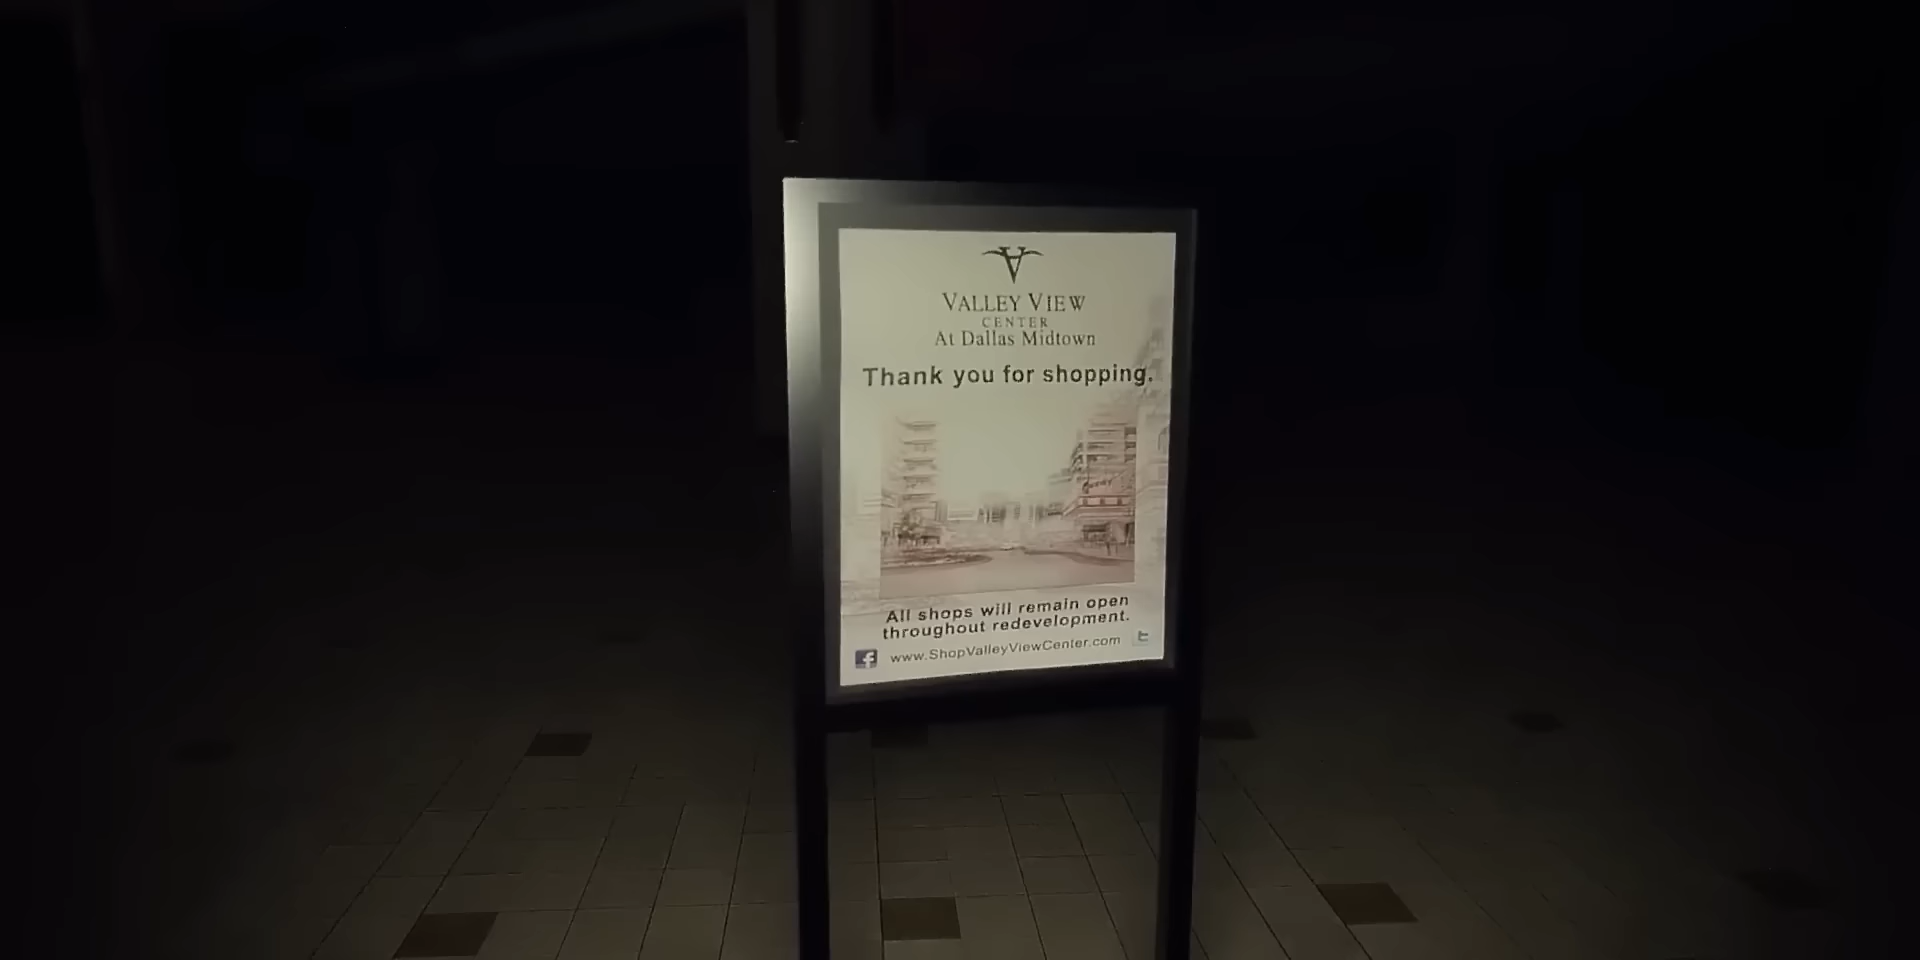 VALLEY VIEW
CENTER
At Dallas Midtown
Thank you for shopping.
All shops will remain open
throughout redevelopment.
www.ShopValleyViewCenter.com